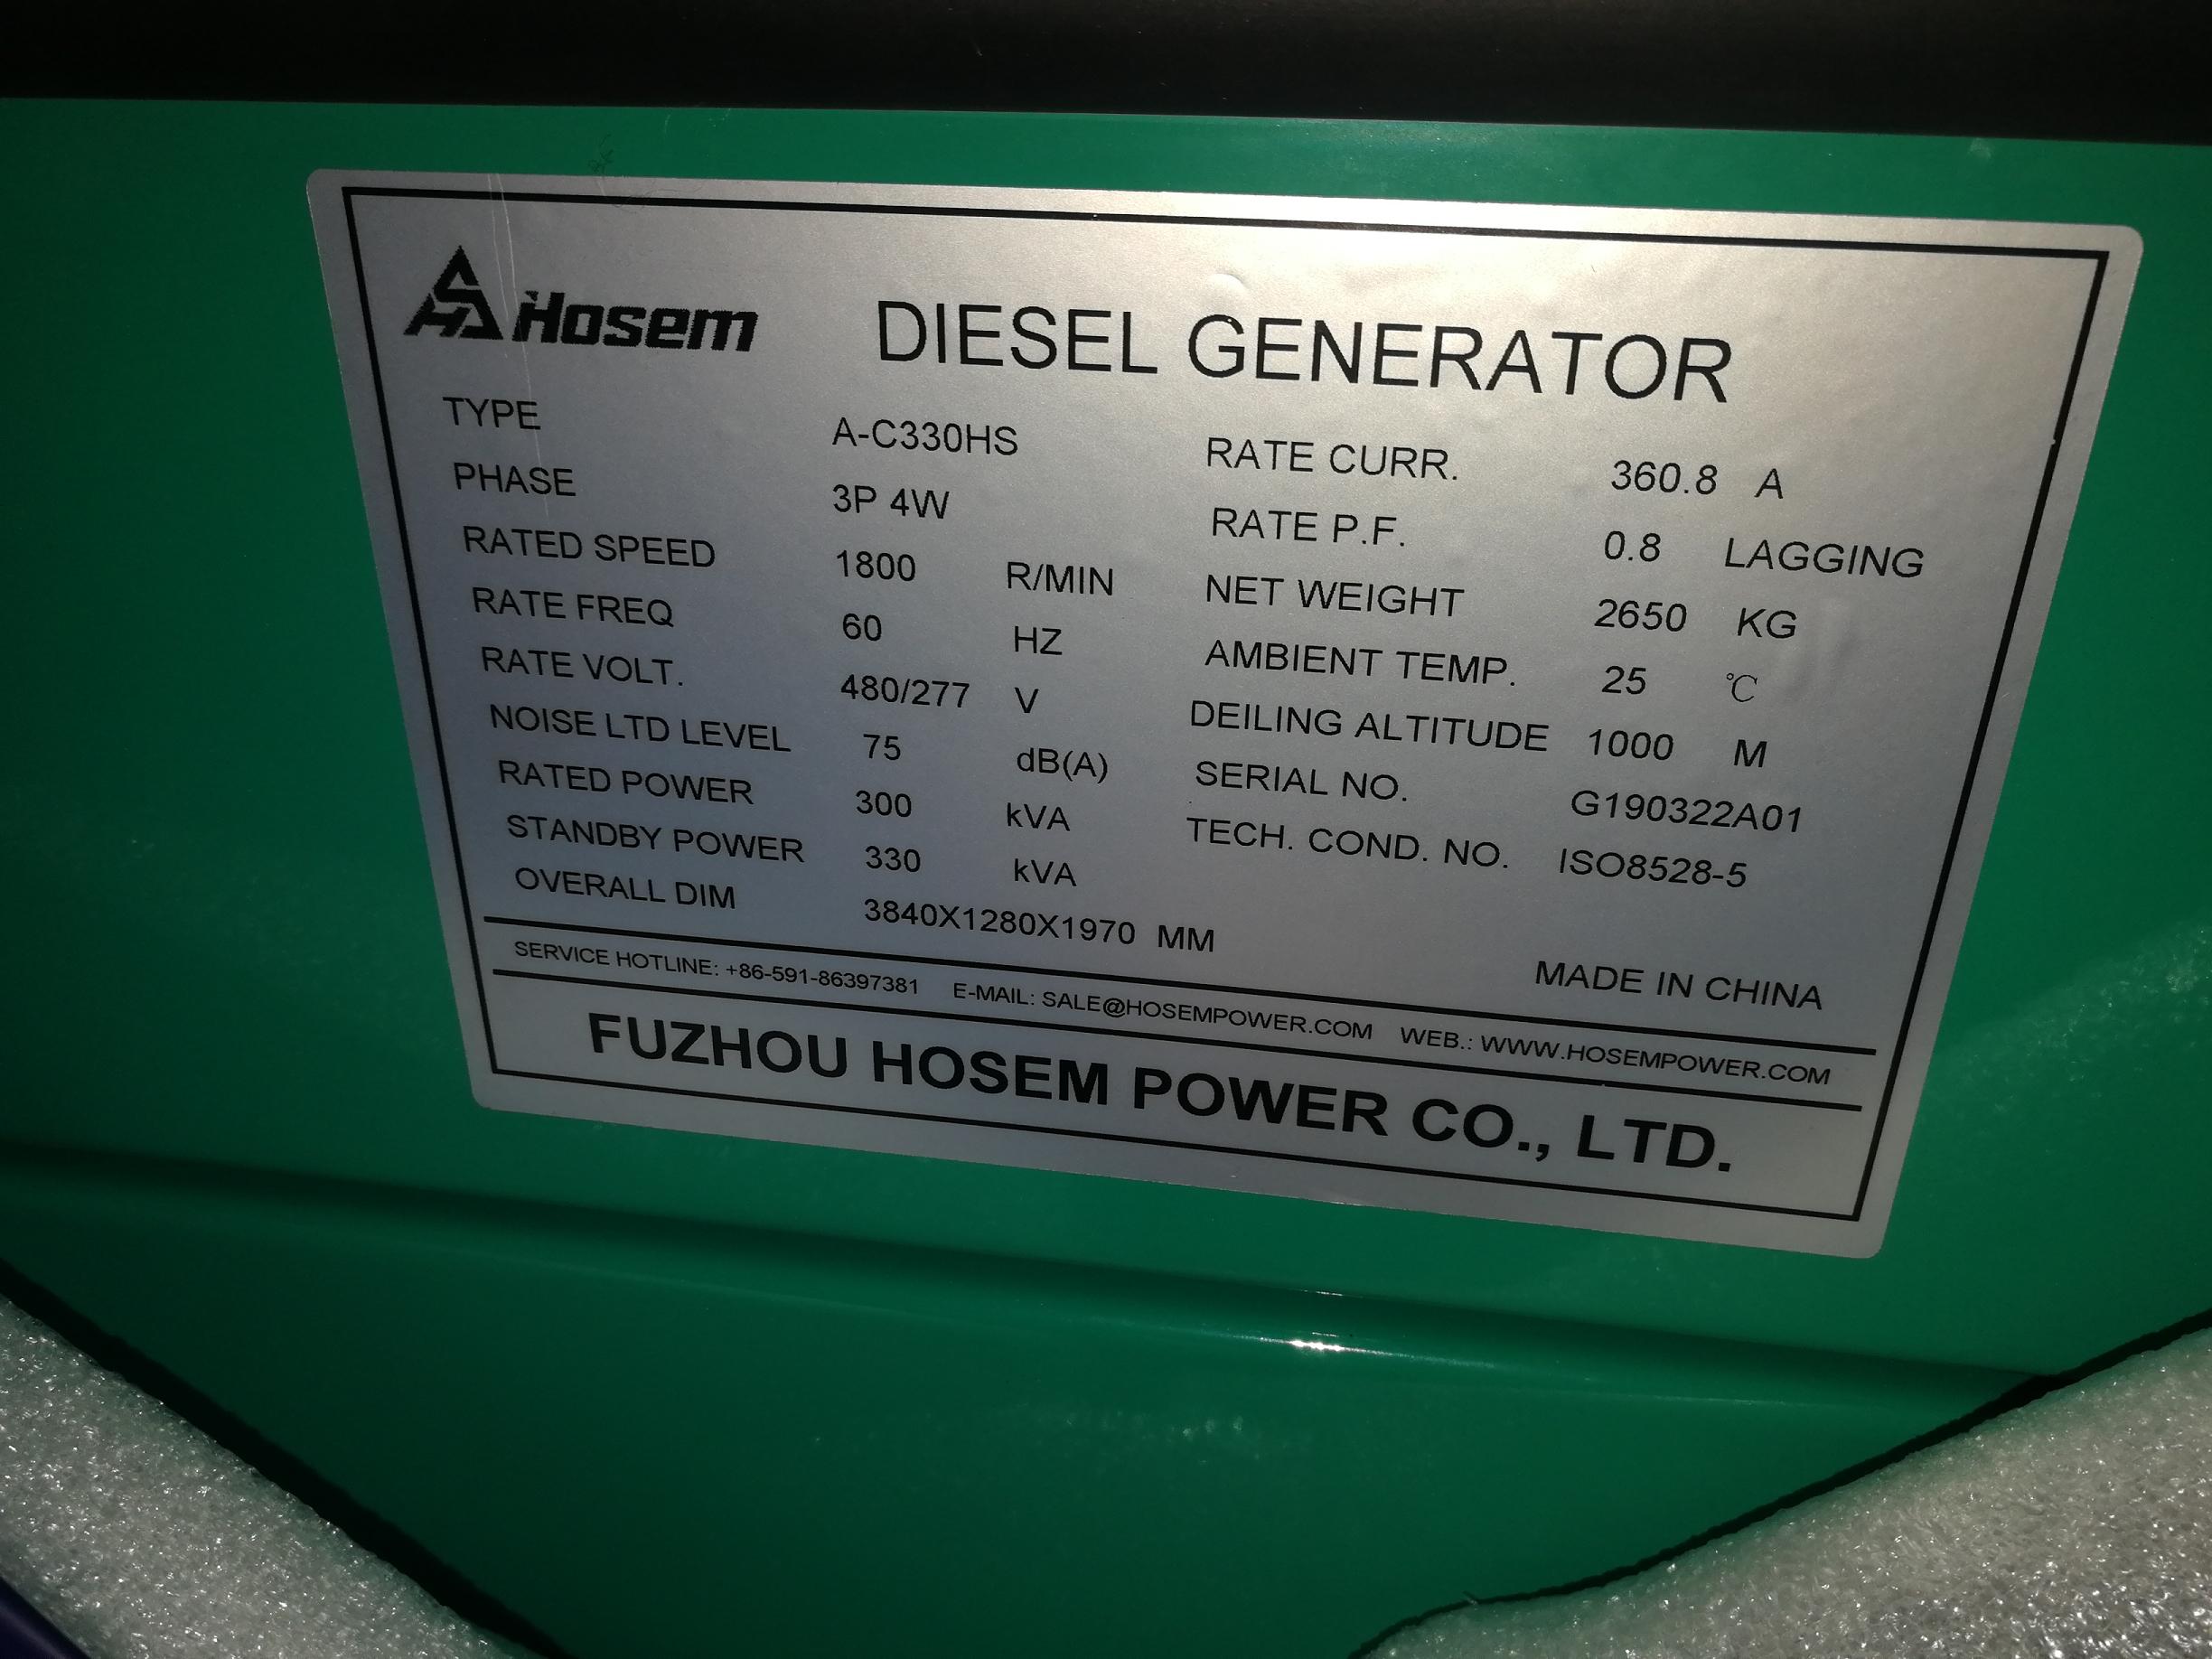 Hosem DIESEL GENERATOR
TYPE A-C330HS RATE CURR. 360.8 A
PHASE 3P 4W RATE P.F. 0.8 LAGGING
RATED SPEED 1800 R/MIN NET WEIGHT 2650 KG
RATE FREQ 60 HZ AMBIENT TEMP. 25 ℃
RATE VOLT. 480/277 V DEILING ALTITUDE 1000 M
NOISE LTD LEVEL 75 dB(A) SERIAL NO. G190322A01
RATED POWER 300 kVA TECH. COND. NO. ISO8528-5
STANDBY POWER 330 kVA
OVERALL DIM 3840X1280X1970 MM MADE IN CHINA
SERVICE HOTLINE: +86-591-86397381 E-MAIL: SALE@HOSEMPOWER.COM WEB.: WWW.HOSEMPOWER.COM
FUZHOU HOSEM POWER CO., LTD.